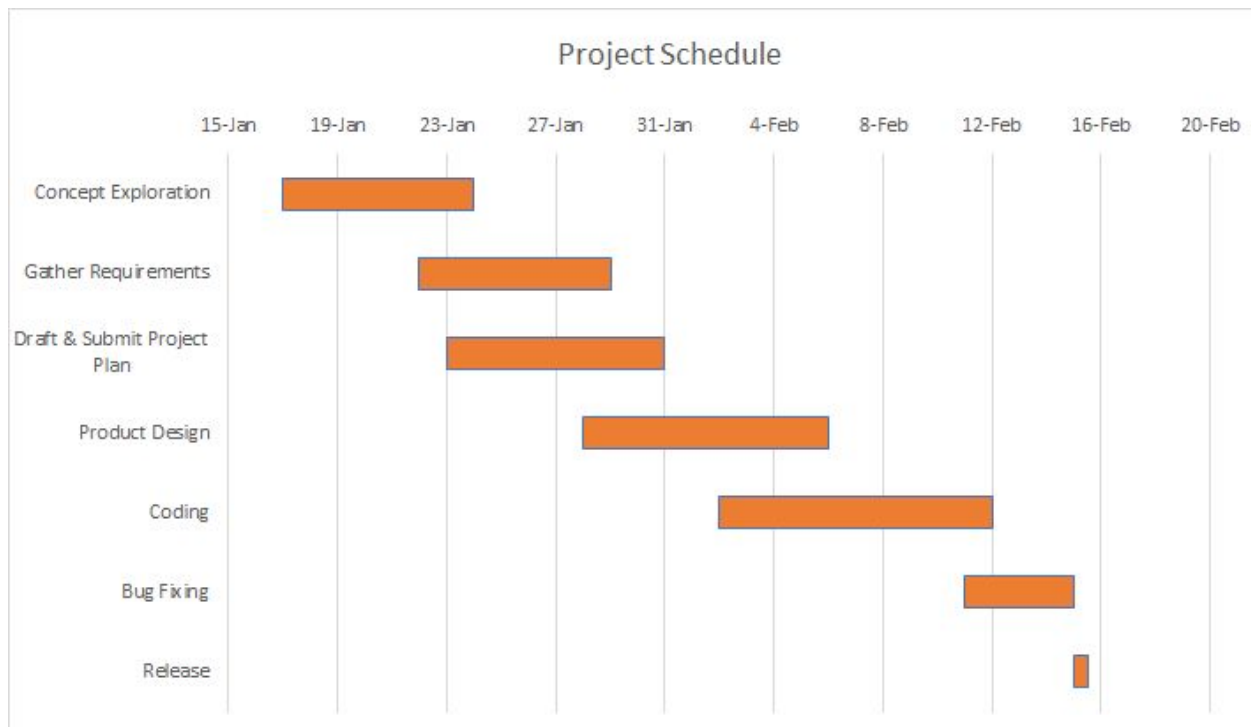 Project Schedule
15-Jan 19-Jan 23-Jan 27-Jan 31-Jan 4-Feb 8-Feb 12-Feb 16-Feb 20-Feb
Concept Exploration
Gather Requirements
Draft & Submit Project
Plan
Product Design
Coding
Bug Fixing
Release